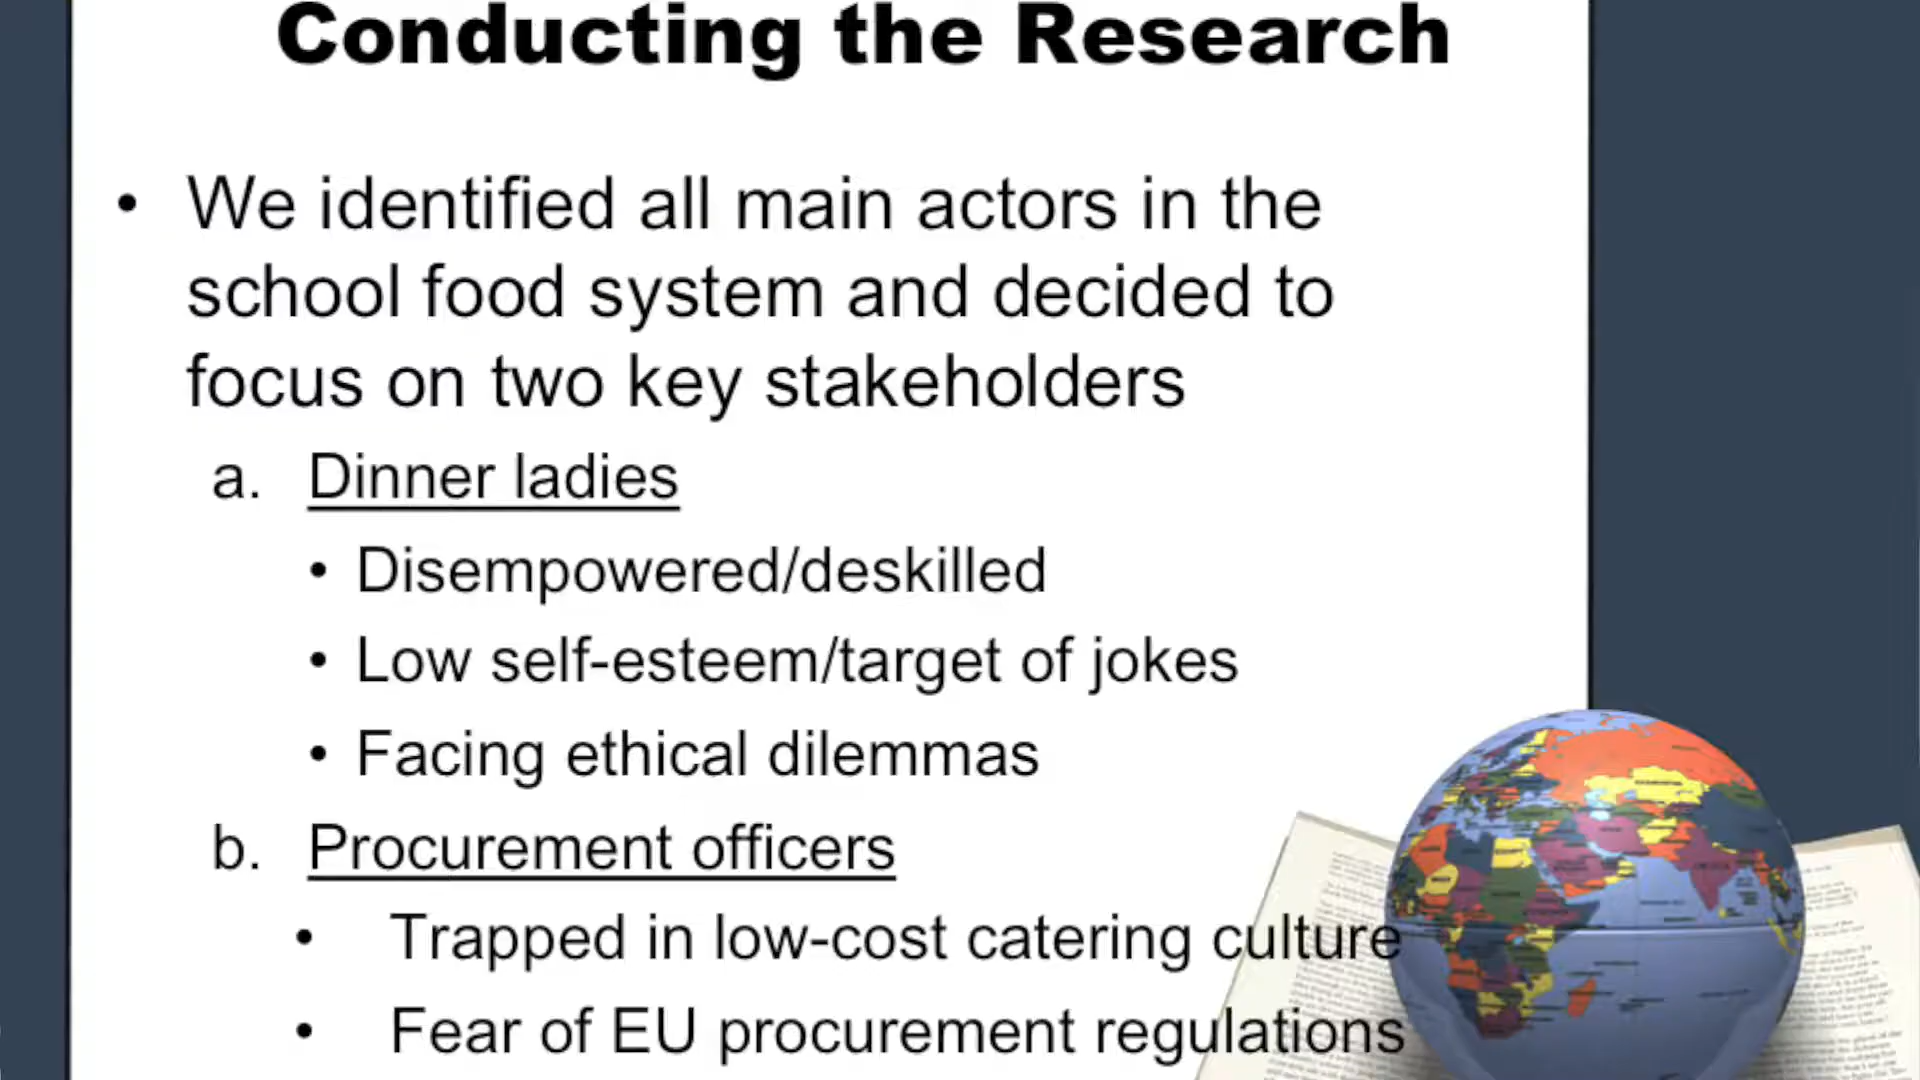 Conducting the Research
• We identified all main actors in the
school food system and decided to
focus on two key stakeholders
a. Dinner ladies
• Disempowered/deskilled
• Low self-esteem/target of jokes
• Facing ethical dilemmas
b. Procurement officers
• Trapped in low-cost catering culture
• Fear of EU procurement regulations